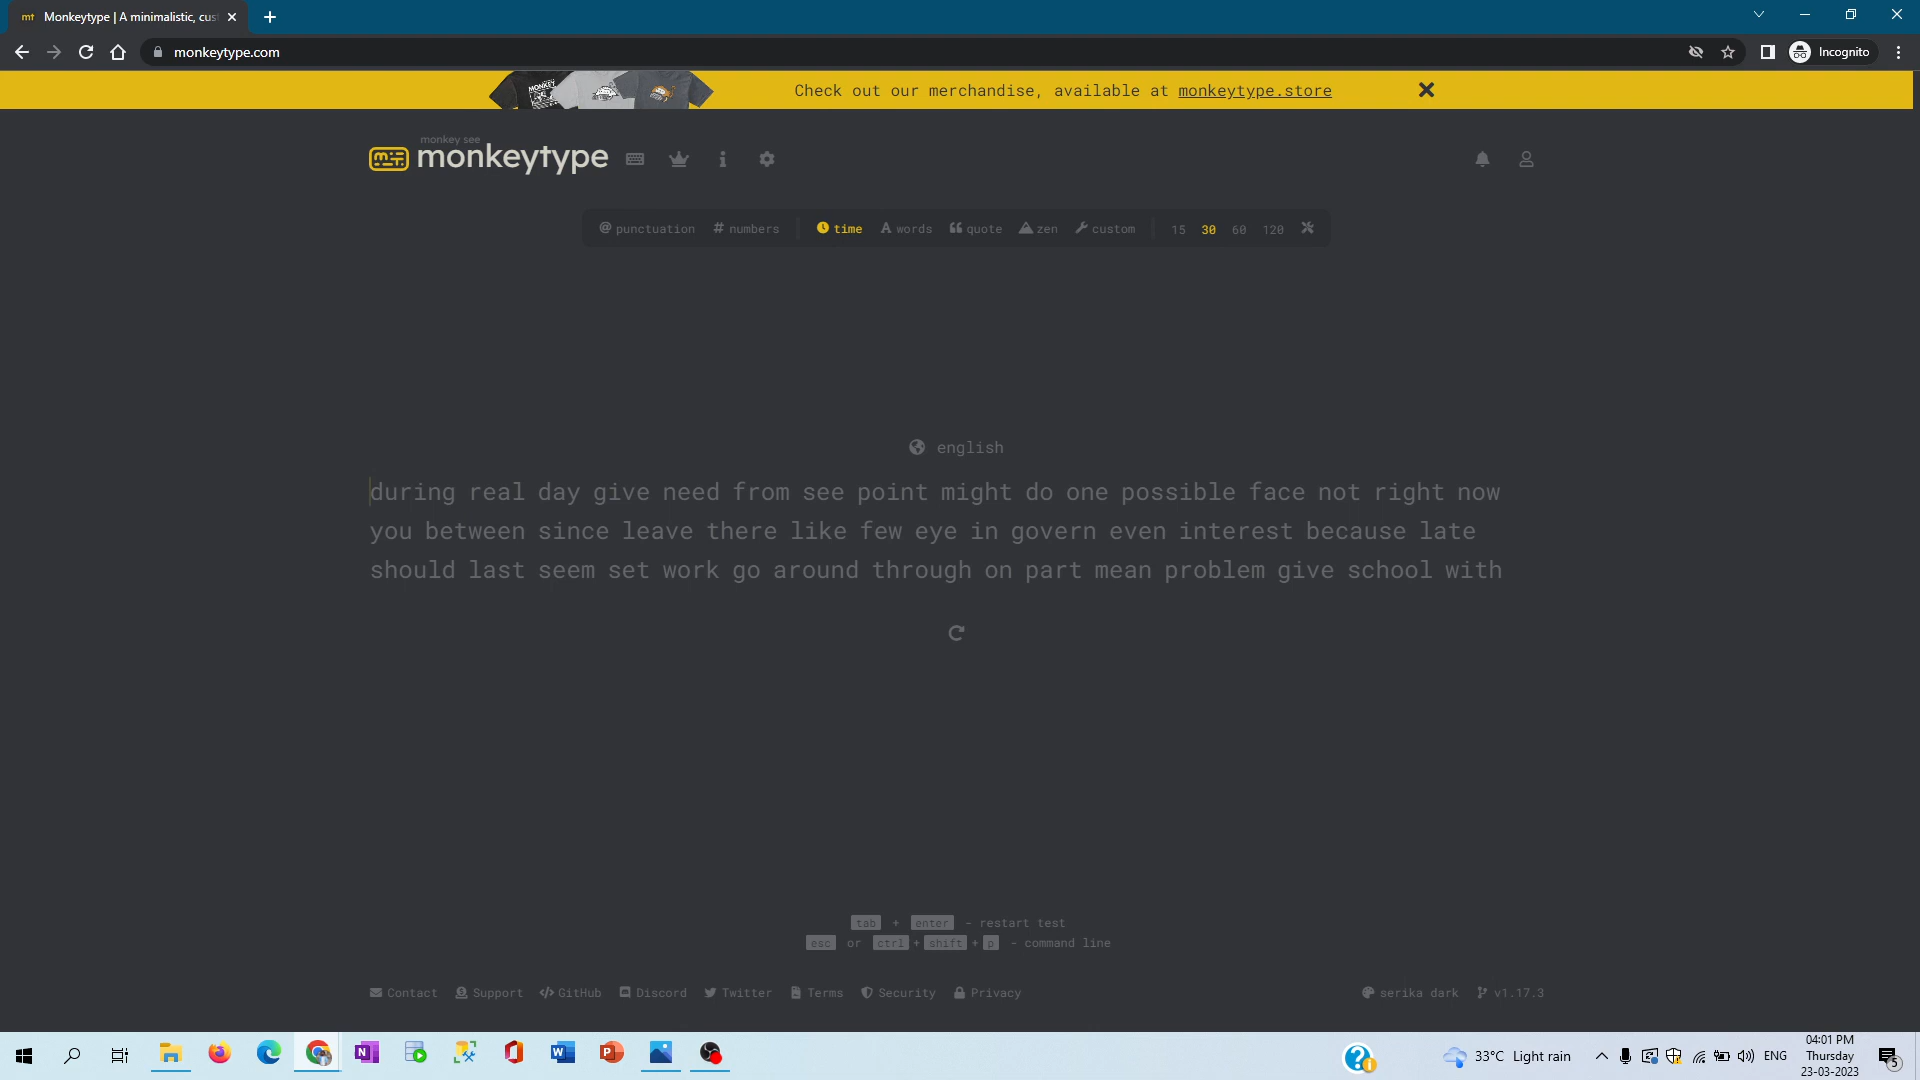 mt Monkeytype | A minimalistic, cus
monkeytype.com
Incognito
Check out our merchandise, available at monkeytype.store
monkey see
monkeytype
@ punctuation # numbers time A words quote zen custom 15 30 60 120
english
during real day give need from see point might do one possible face not right now
you between since leave there like few eye in govern even interest because late
should last seem set work go around through on part mean problem give school with
tab + enter - restart test
esc or ctrl + shift + p - command line
Contact Support GitHub Discord Twitter Terms Security Privacy serika dark v1.17.3
33°C Light rain ENG
04:01 PM
Thursday
23-03-2023
5